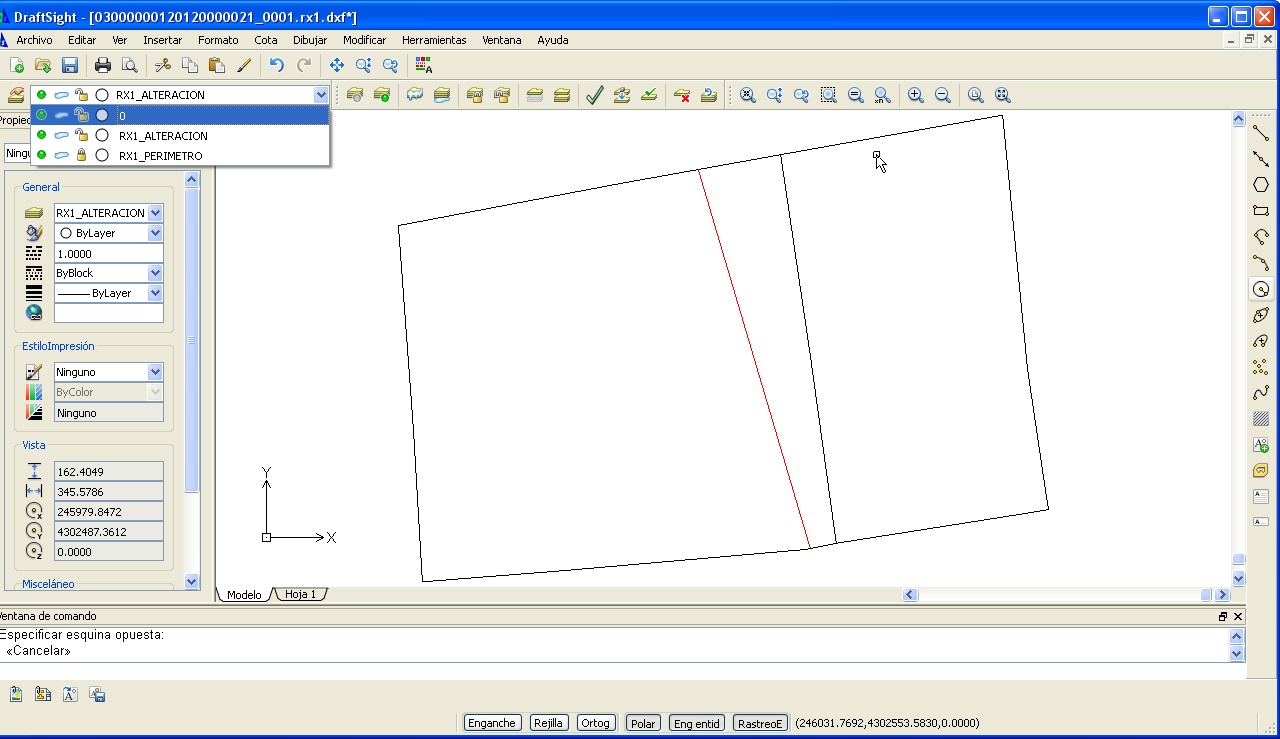 DraftSight - [03000000120120000021_0001.rx1.dxf*]
Archivo Editar Ver Insertar Formato Cota Dibujar Modificar Herramientas Ventana Ayuda
RX1_ALTERACION
0
RX1_ALTERACION
RX1_PERIMETRO
General
RX1_ALTERACION
ByLayer
1.0000
ByBlock
ByLayer
EstiloImpresión
Ninguno
ByColor
Ninguno
Vista
162.4049
345.5786
245979.8472
4302487.3612
0.0000
Misceláneo
Y
X
Modelo Hoja 1
Ventana de comando
Especificar esquina opuesta:
«Cancelar»
Enganche Rejilla Ortog Polar Eng entid RastreoE (246031.7692,4302553.5830,0.0000)